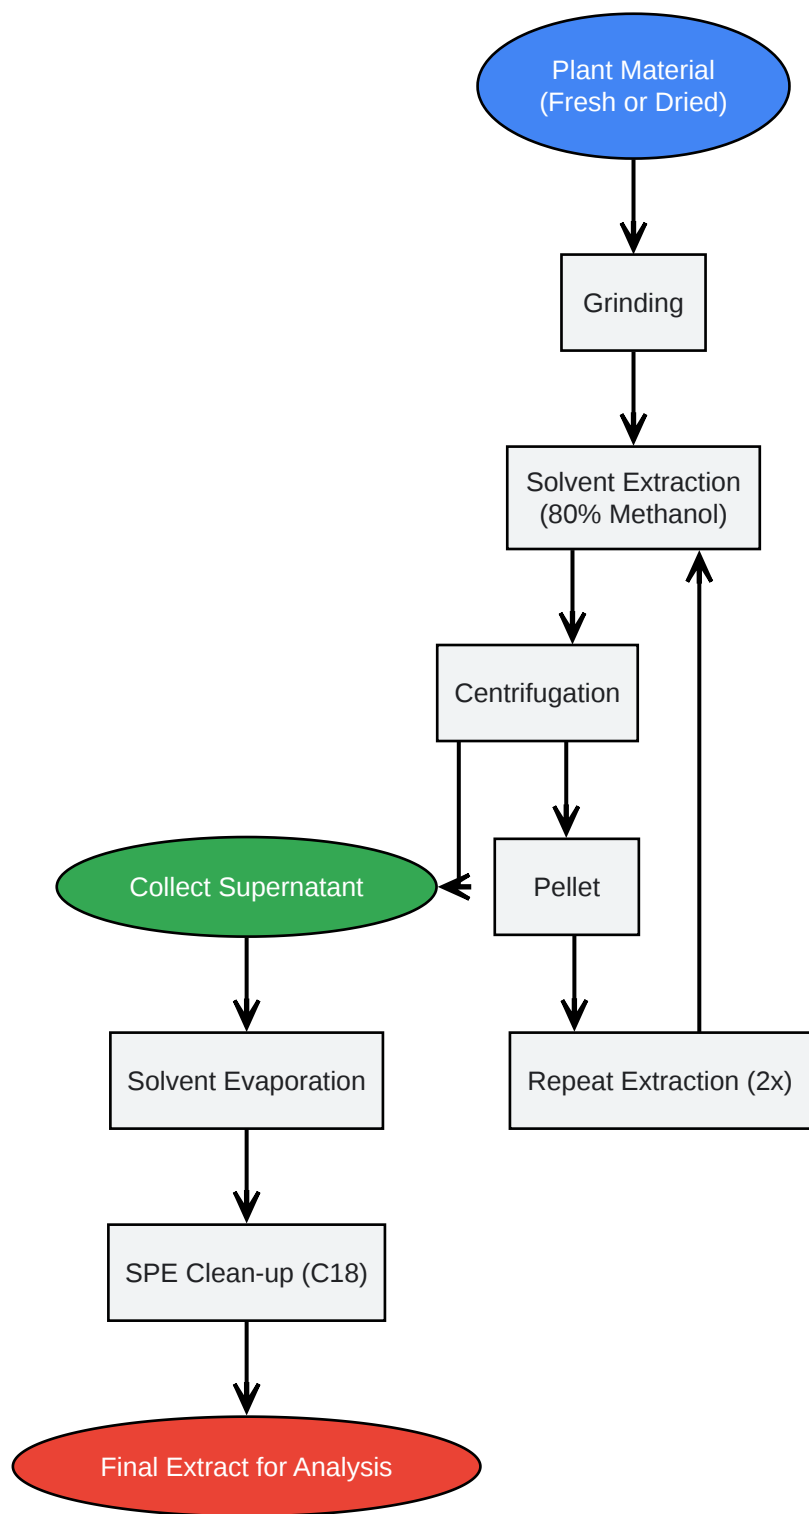 Plant Material
(Fresh or Dried)
Grinding
Solvent Extraction
(80% Methanol)
Centrifugation
Collect Supernatant
Pellet
Solvent Evaporation
Repeat Extraction (2x)
SPE Clean-up (C18)
Final Extract for Analysis